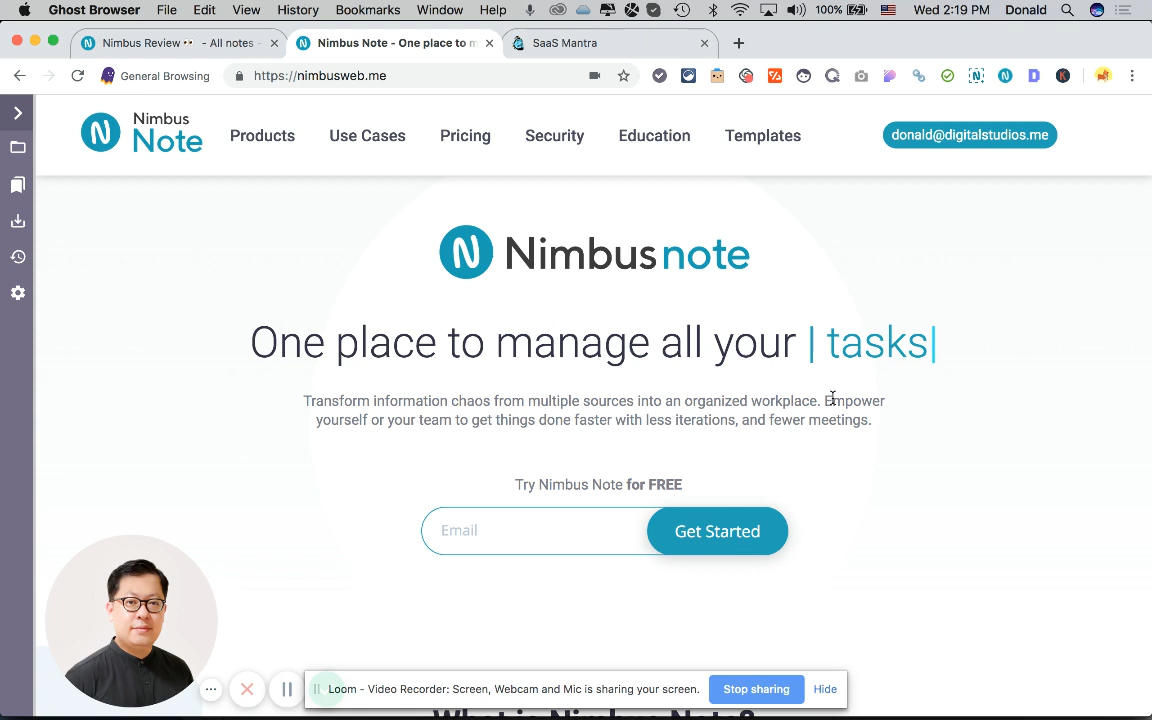 Ghost Browser File Edit View History Bookmarks Window Help 100% Wed 2:19 PM Donald
Nimbus Review - All notes -
Nimbus Note - One place to m
SaaS Mantra
General Browsing
https://nimbusweb.me
Nimbus
Note
Products
Use Cases
Pricing
Security
Education
Templates
donald@digitalstudios.me
Nimbus note
One place to manage all your | tasks|
Transform information chaos from multiple sources into an organized workplace. Empower
yourself or your team to get things done faster with less iterations, and fewer meetings.
Try Nimbus Note for FREE
Email
Get Started
Loom - Video Recorder: Screen, Webcam and Mic is sharing your screen.
Stop sharing
Hide
What is Nimbus Note?